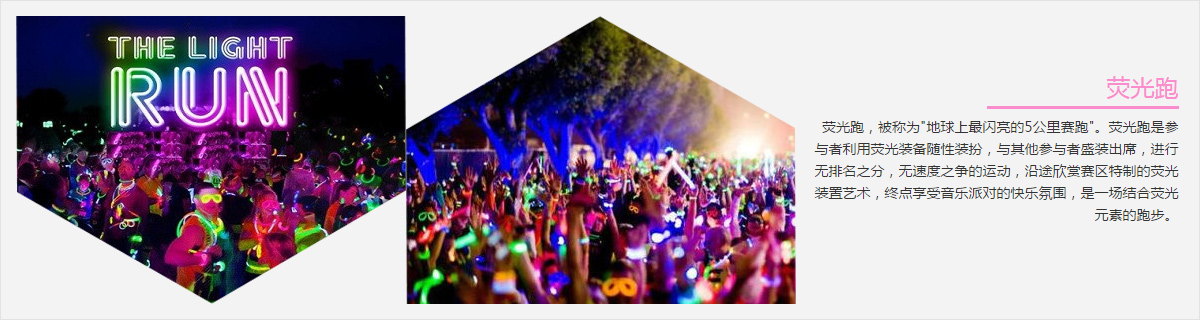 THE LIGHT
RUN
荧光跑
荧光跑，被称为"地球上最闪亮的5公里赛跑"。荧光跑是参
与者利用荧光装备随性装扮，与其他参与者盛装出席，进行
无排名之分，无速度之争的运动，沿途欣赏赛区特制的荧光
装置艺术，终点享受音乐派对的快乐氛围，是一场结合荧光
元素的跑步。